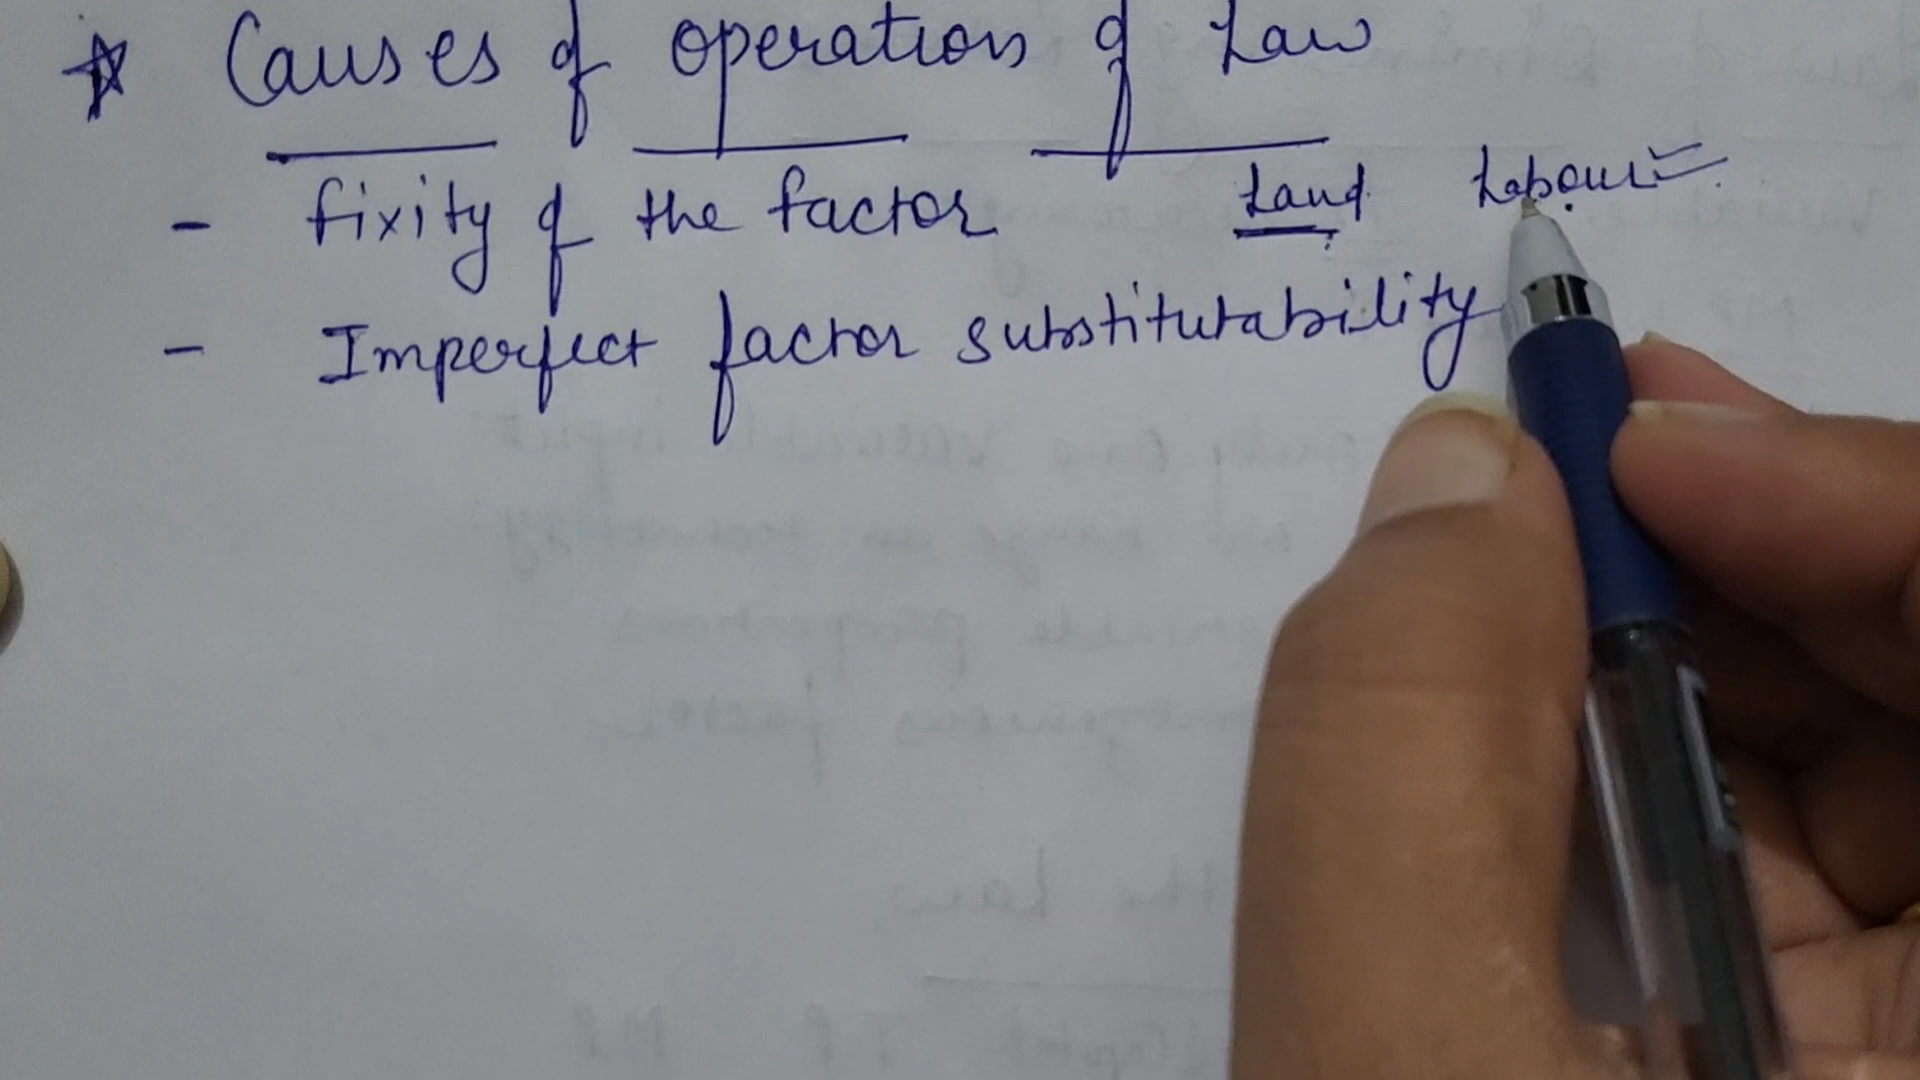 ☆ Causes of operation of Law
- fixity of the factor Land Labour
- Imperfect factor substitutability